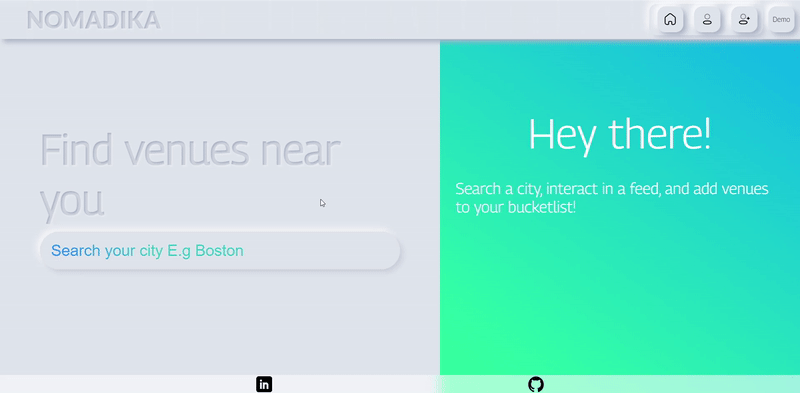 NOMADIKA
Demo
Find venues near
you
Search your city E.g Boston
Hey there!
Search a city, interact in a feed, and add venues
to your bucketlist!
in